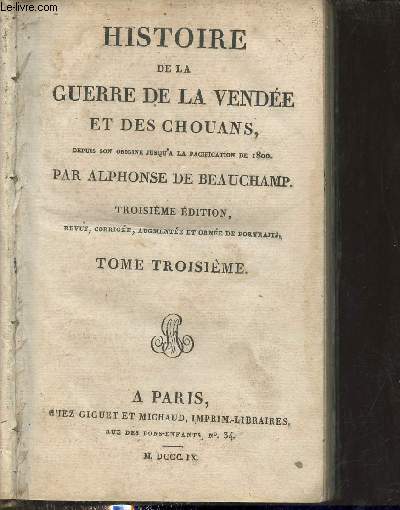 HISTOIRE
DE LA
GUERRE DE LA VENDÉE
ET DES CHOUANS,
DEPUIS SON ORIGINE JUSQU'A LA PACIFICATION DE 1800.
PAR ALPHONSE DE BEAUCHAMP.
TROISIÈME ÉDITION,
REVUE, CORRIGÉE, AUGMENTÉE ET ORNÉE DE PORTRAITS.
TOME TROISIÈME.
A PARIS,
CHEZ GIGUET ET MICHAUD, IMPRIM.-LIBRAIRES,
RUE DES BONS-ENFANTS, N°. 34.
M. DCCC. IX.
© Le-livre.com